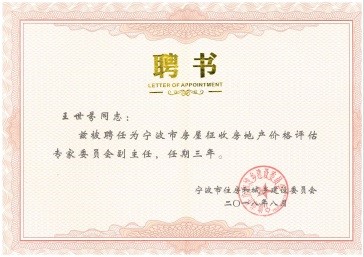 聘书
LETTER OF APPOINTMENT
王世芬同志：
兹被聘任为宁波市房屋征收房地产价格评估
专家委员会副主任，任期三年。
宁波市住房和城乡建设委员会
二〇一八年八月